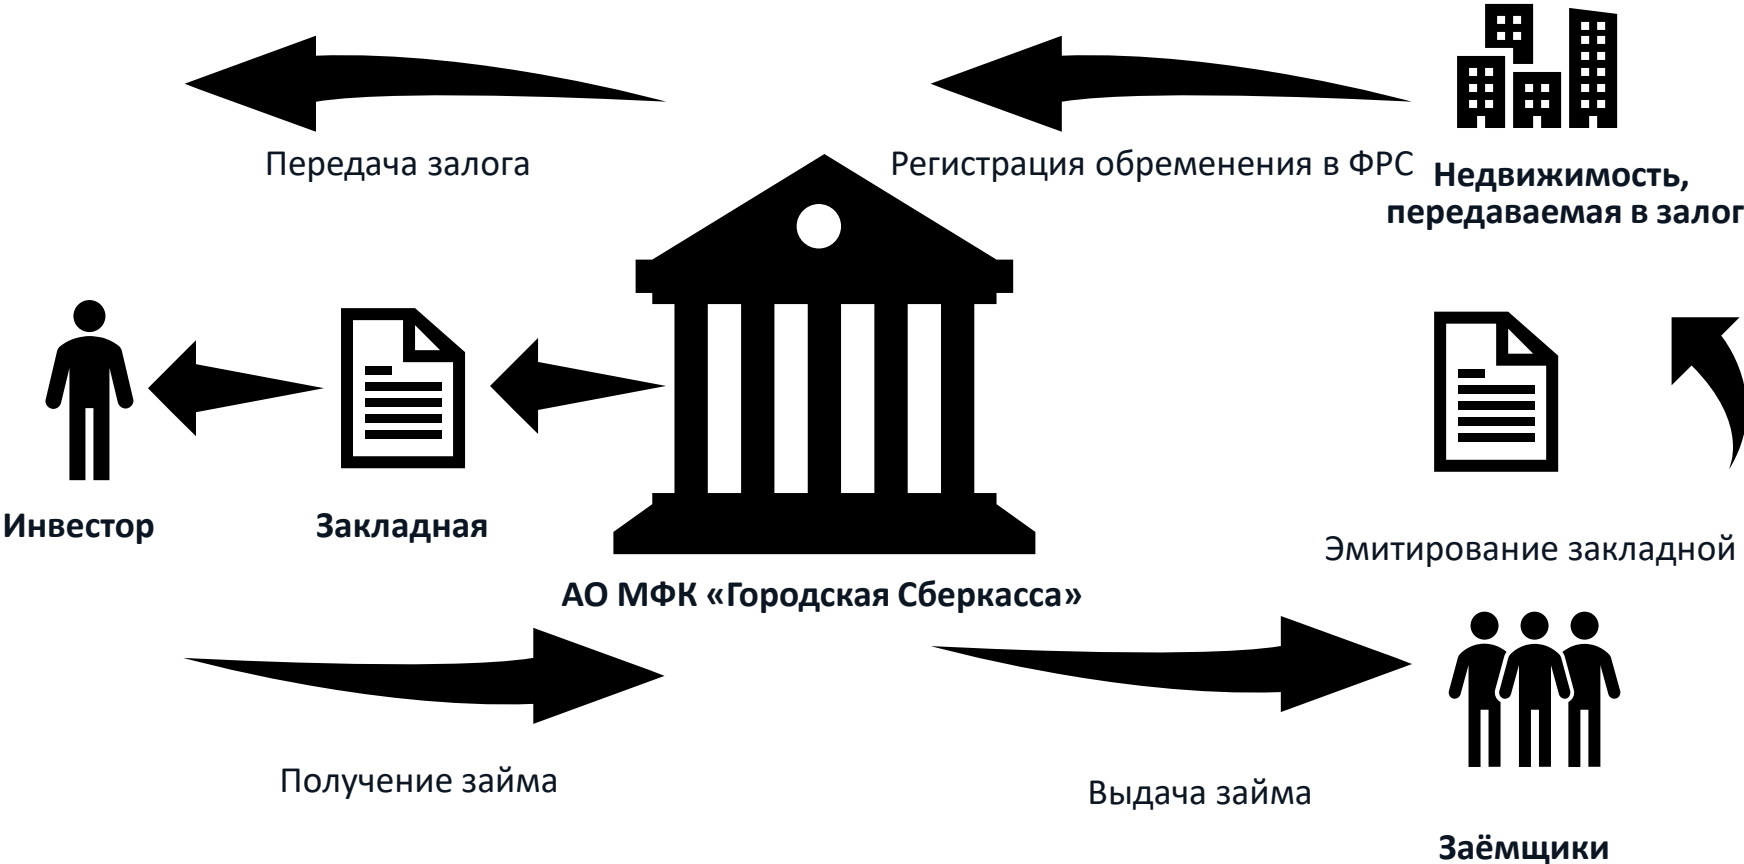 Передача залога
Регистрация обременения в ФРС
Недвижимость,
передаваемая в залог
Инвестор
Закладная
Эмитирование закладной
АО МФК «Городская Сберкасса»
Получение займа
Выдача займа
Заёмщики